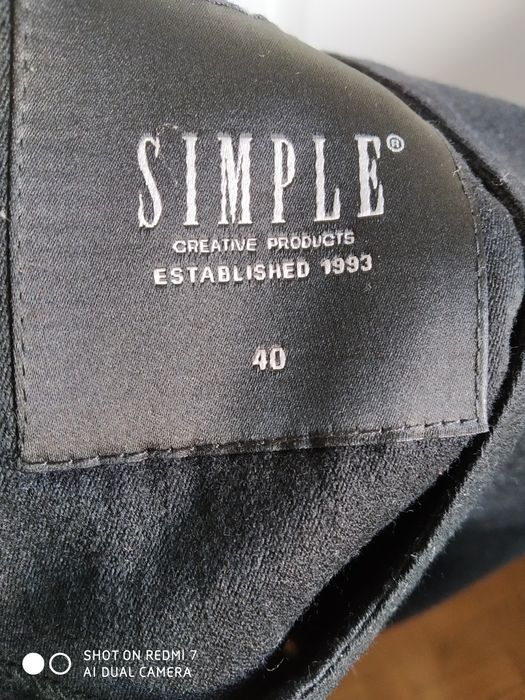 SIMPLE®
CREATIVE PRODUCTS
ESTABLISHED 1993
40
SHOT ON REDMI 7
AI DUAL CAMERA